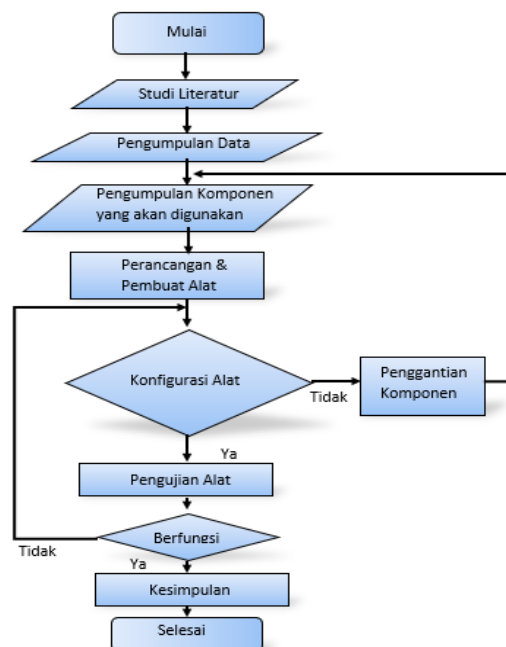 Mulai
Studi Literatur
Pengumpulan Data
Pengumpulan Komponen
yang akan digunakan
Perancangan &
Pembuat Alat
Konfigurasi Alat
Tidak
Penggantian
Komponen
Ya
Pengujian Alat
Berfungsi
Tidak
Ya
Kesimpulan
Selesai